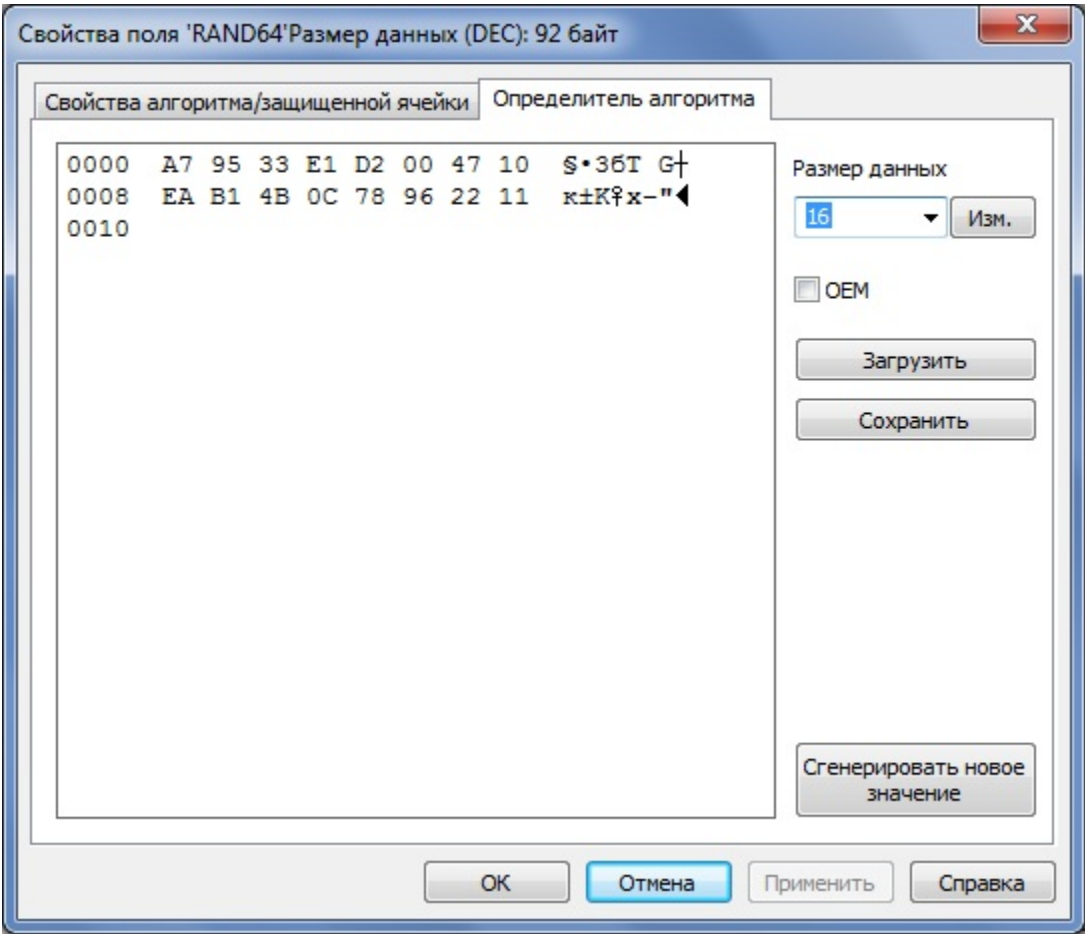 Свойства поля 'RAND64'Размер данных (DEC): 92 байт
Свойства алгоритма/защищенной ячейки
Определитель алгоритма
0000 A7 95 33 E1 D2 00 47 10 §•3бТ G┼
0008 EA B1 4B 0C 78 96 22 11 к±K♀x–"◄
0010
Размер данных
16
Изм.
OEM
Загрузить
Сохранить
Сгенерировать новое
значение
OK
Отмена
Применить
Справка